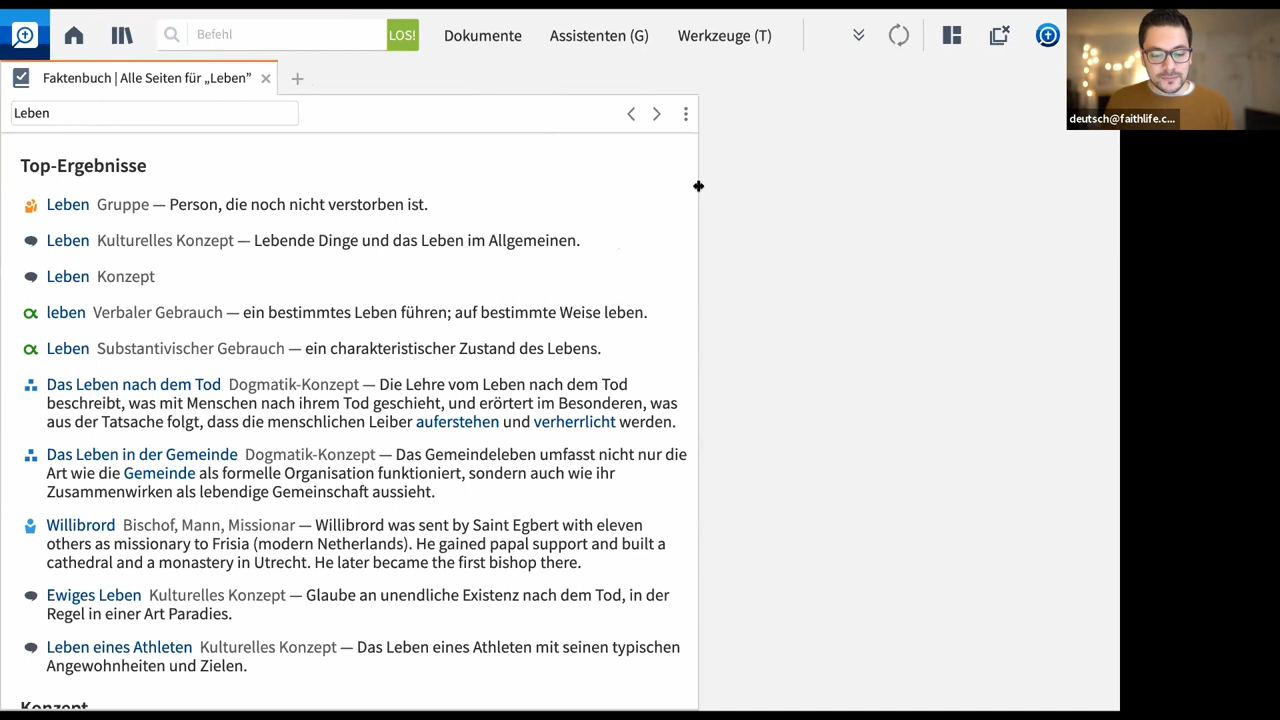 Befehl
LOS!
Dokumente
Assistenten (G)
Werkzeuge (T)
deutsch@faithlife.c...
Faktenbuch | Alle Seiten für „Leben”
Leben
Top-Ergebnisse
Leben Gruppe — Person, die noch nicht verstorben ist.
Leben Kulturelles Konzept — Lebende Dinge und das Leben im Allgemeinen.
Leben Konzept
leben Verbaler Gebrauch — ein bestimmtes Leben führen; auf bestimmte Weise leben.
Leben Substantivischer Gebrauch — ein charakteristischer Zustand des Lebens.
Das Leben nach dem Tod Dogmatik-Konzept — Die Lehre vom Leben nach dem Tod
beschreibt, was mit Menschen nach ihrem Tod geschieht, und erörtert im Besonderen, was
aus der Tatsache folgt, dass die menschlichen Leiber auferstehen und verherrlicht werden.
Das Leben in der Gemeinde Dogmatik-Konzept — Das Gemeindeleben umfasst nicht nur die
Art wie die Gemeinde als formelle Organisation funktioniert, sondern auch wie ihr
Zusammenwirken als lebendige Gemeinschaft aussieht.
Willibrord Bischof, Mann, Missionar — Willibrord was sent by Saint Egbert with eleven
others as missionary to Frisia (modern Netherlands). He gained papal support and built a
cathedral and a monastery in Utrecht. He later became the first bishop there.
Ewiges Leben Kulturelles Konzept — Glaube an unendliche Existenz nach dem Tod, in der
Regel in einer Art Paradies.
Leben eines Athleten Kulturelles Konzept — Das Leben eines Athleten mit seinen typischen
Angewohnheiten und Zielen.
Konzept